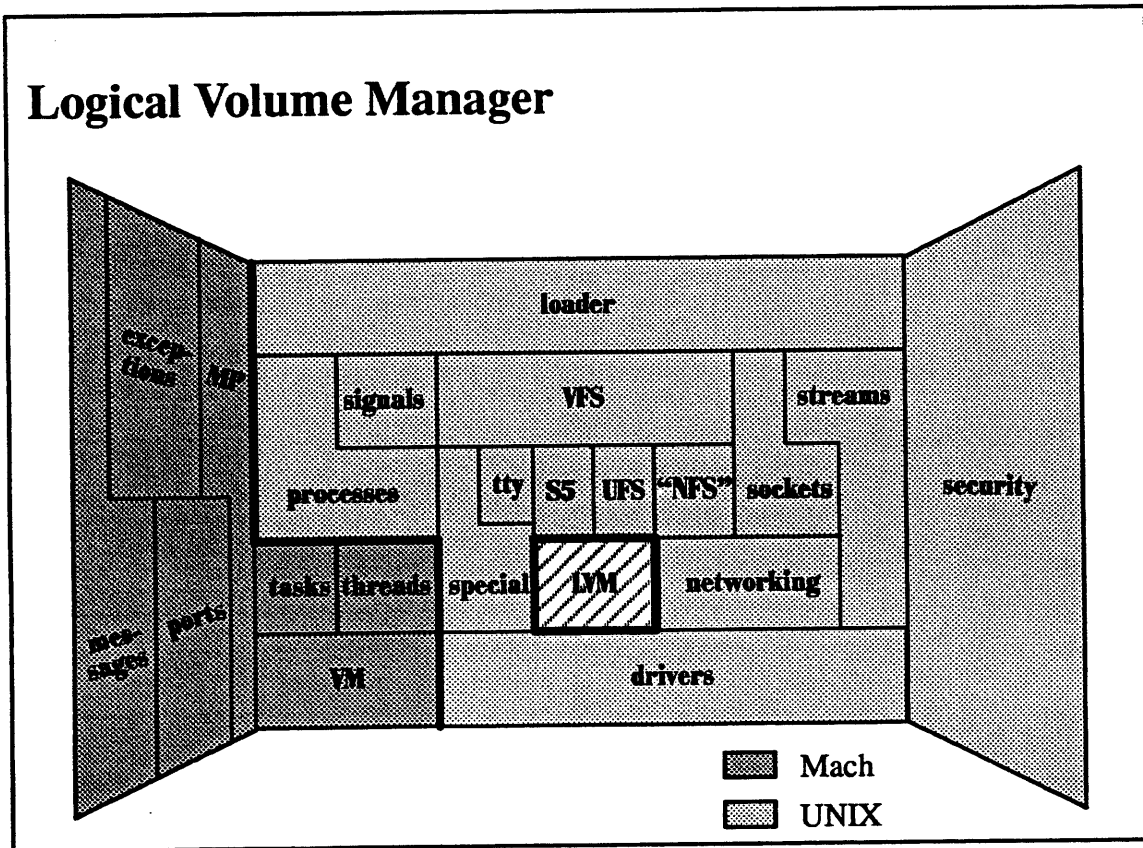 Logical Volume Manager
loader
excep-
tions
MP
signals
VFS
streams
processes
tty
S5
UFS
“NFS”
sockets
security
tasks
threads
special
LVM
networking
mes-
sages
ports
VM
drivers
Mach
UNIX